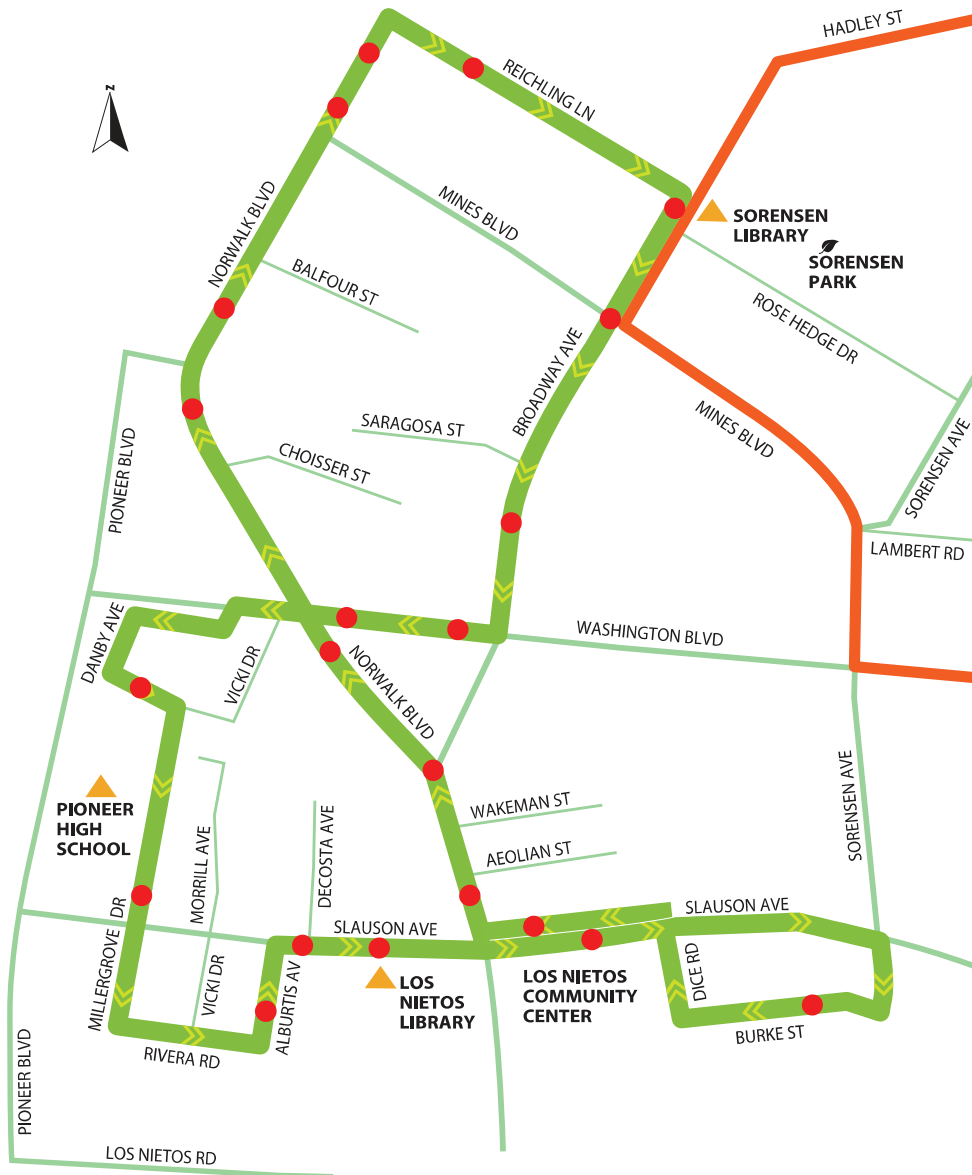 HADLEY ST
REICHLING LN
N
MINES BLVD
NORWALK BLVD
SORENSEN
LIBRARY
SORENSEN
PARK
BALFOUR ST
ROSE HEDGE DR
BROADWAY AVE
SARAGOSA ST
MINES BLVD
CHOISSER ST
SORENSEN AVE
PIONEER BLVD
LAMBERT RD
DANBY AVE
VICKI DR
WASHINGTON BLVD
NORWALK BLVD
PIONEER
HIGH
SCHOOL
WAKEMAN ST
SORENSEN AVE
MORRILL AVE
DECOSTA AVE
AEOLIAN ST
SLAUSON AVE
SLAUSON AVE
MILLERGROVE DR
VICKI DR
ALBURTIS AV
LOS
NIETOS
LIBRARY
LOS NIETOS
COMMUNITY
CENTER
DICE RD
BURKE ST
RIVERA RD
PIONEER BLVD
LOS NIETOS RD